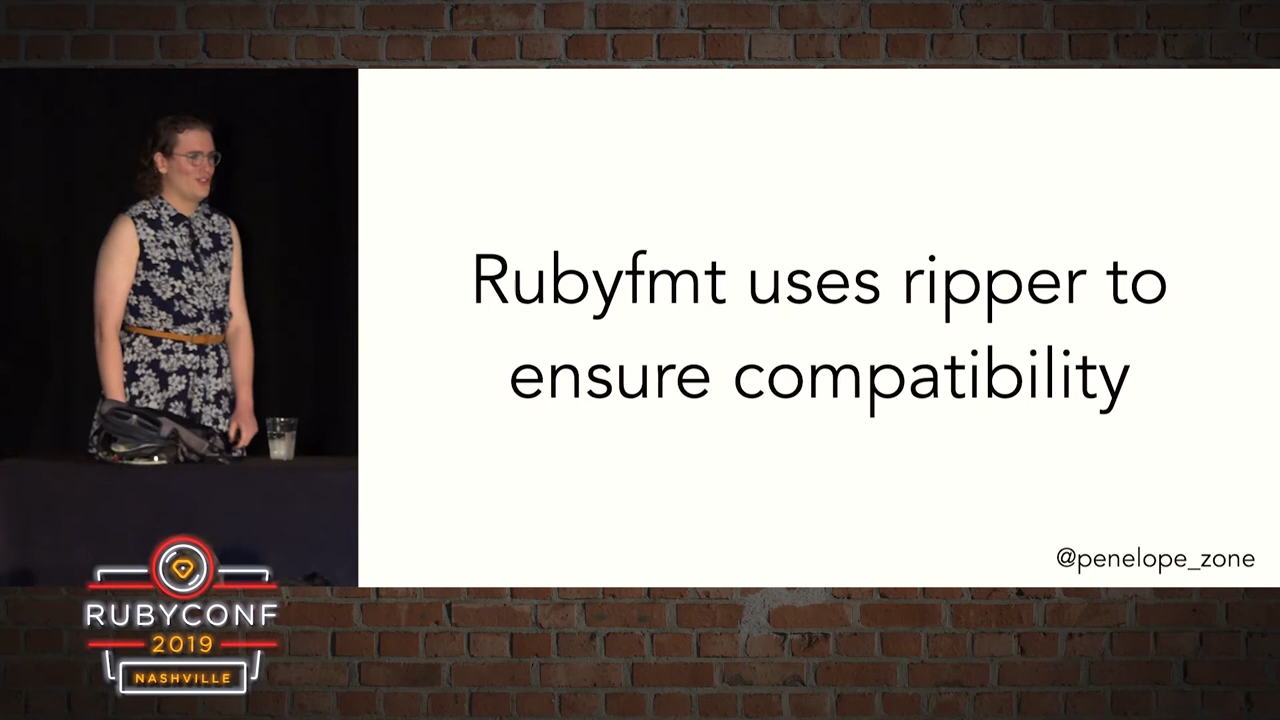 Rubyfmt uses ripper to
ensure compatibility
@penelope_zone
RUBYCONF
2019
NASHVILLE